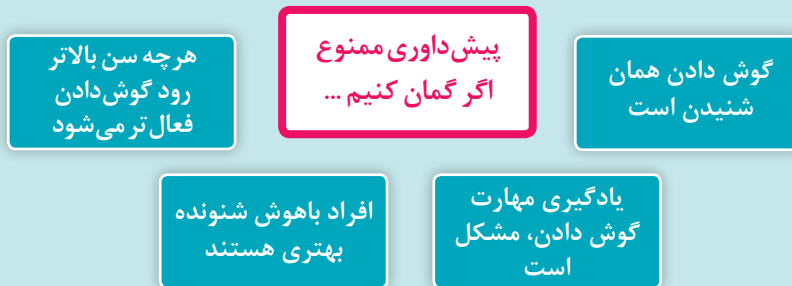 پیش‌داوری ممنوع
اگر گمان کنیم ...
گوش دادن همان
شنیدن است
هرچه سن بالاتر
رود گوش‌دادن
فعال‌تر می‌شود
یادگیری مهارت
گوش دادن، مشکل
است
افراد باهوش شنونده
بهتری هستند